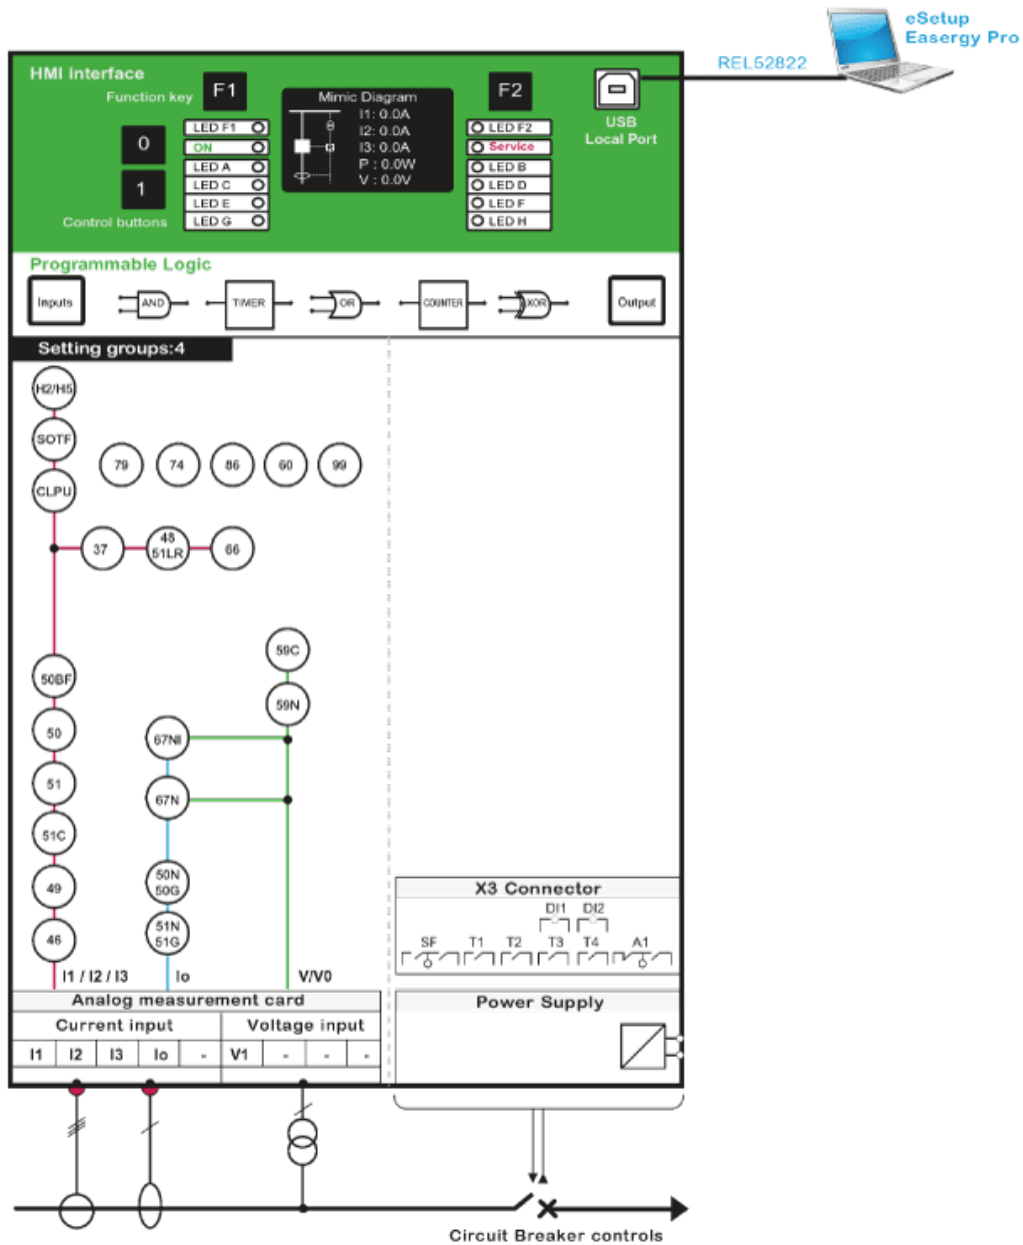 eSetup
Easergy Pro
REL52822
HMI interface
Function key
F1
F2
USB
Local Port
Mimic Diagram
I1: 0.0A
I2: 0.0A
I3: 0.0A
P : 0.0W
V : 0.0V
0
1
Control buttons
LED F1
ON
LED A
LED C
LED E
LED G
LED F2
Service
LED B
LED D
LED F
LED H
Programmable Logic
Inputs
AND
TIMER
OR
COUNTER
XOR
Output
Setting groups:4
H2/H5
SOTF
CLPU
79
74
86
60
99
37
48
51LR
66
50BF
50
51
51C
49
46
59C
59N
67NI
67N
50N
50G
51N
51G
I1 / I2 / I3
Io
V/V0
X3 Connector
DI1 DI2
SF T1 T2 T3 T4 A1
Analog measurement card
Current input
Voltage input
I1 I2 I3 Io - V1 - - -
Power Supply
Circuit Breaker controls